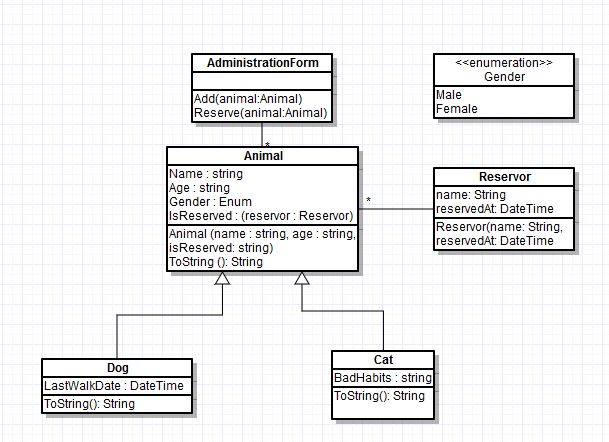 AdministrationForm
Add(animal:Animal)
Reserve(animal:Animal)
<<enumeration>>
Gender
Male
Female
*
Animal
Name : string
Age : string
Gender : Enum
IsReserved : (reservor : Reservor)
Animal (name : string, age : string,
isReserved: string)
ToString (): String
*
Reservor
name: String
reservedAt: DateTime
Reservor(name: String,
reservedAt: DateTime
Dog
LastWalkDate : DateTime
ToString(): String
Cat
BadHabits : string
ToString(): String